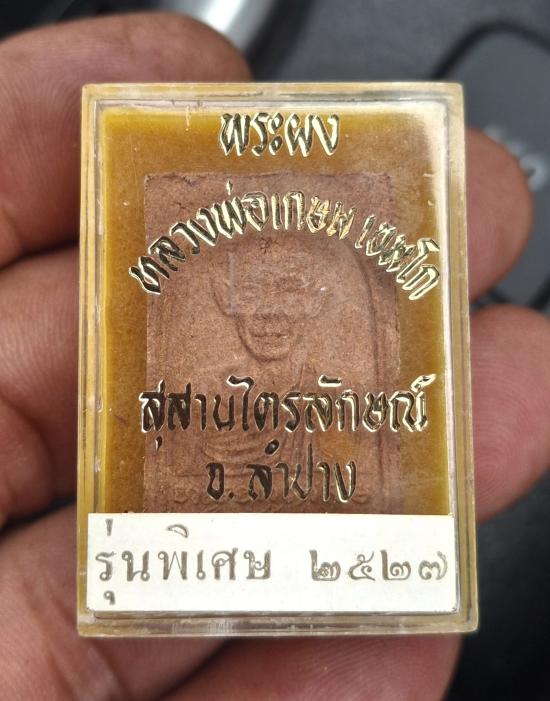 พระผง
หลวงพ่อเกษม เขมโก
สุสานไตรลักษณ์
จ. ลำปาง
รุ่นพิเศษ ๒๕๒๗